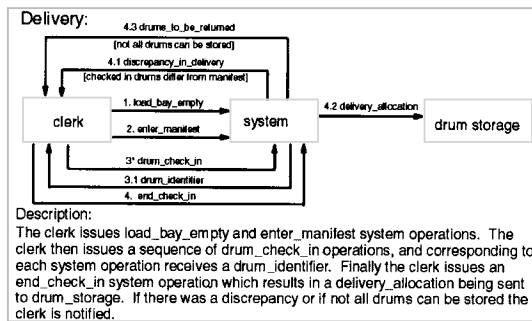 Delivery:
4.3 drums_to_be_returned
[not all drums can be stored]
4.1 discrepancy_in_delivery
[checked in drums differ from manifest]
1. load_bay_empty
clerk
system
4.2 delivery_allocation
drum storage
2. enter_manifest
3* drum_check_in
3.1 drum_identifier
4. end_check_in
Description:
The clerk issues load_bay_empty and enter_manifest system operations. The
clerk then issues a sequence of drum_check_in operations, and corresponding to
each system operation receives a drum_identifier. Finally the clerk issues an
end_check_in system operation which results in a delivery_allocation being sent
to drum_storage. If there was a discrepancy or if not all drums can be stored the
clerk is notified.